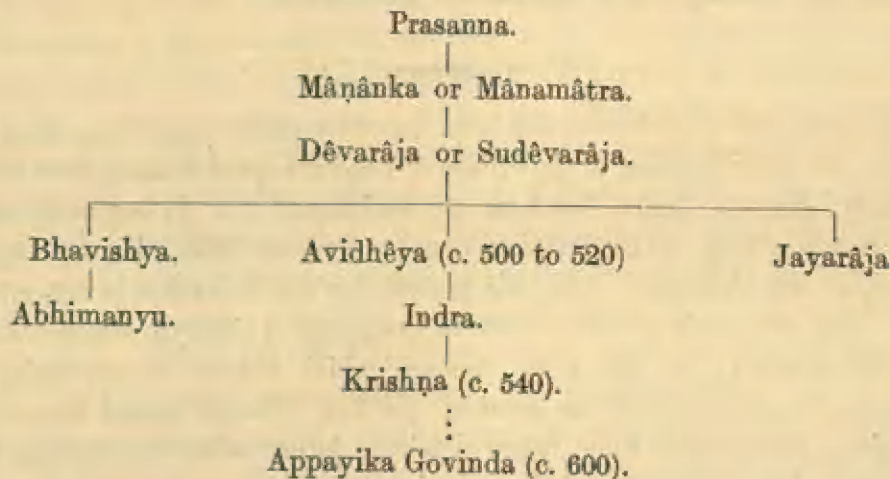 Prasanna.
Mâṇânka or Mânamâtra.
Dêvarâja or Sudêvarâja.
Bhavishya. Avidhêya (c. 500 to 520) Jayarâja
Abhimanyu. Indra.
Krishṇa (c. 540).
Appayika Govinda (c. 600).